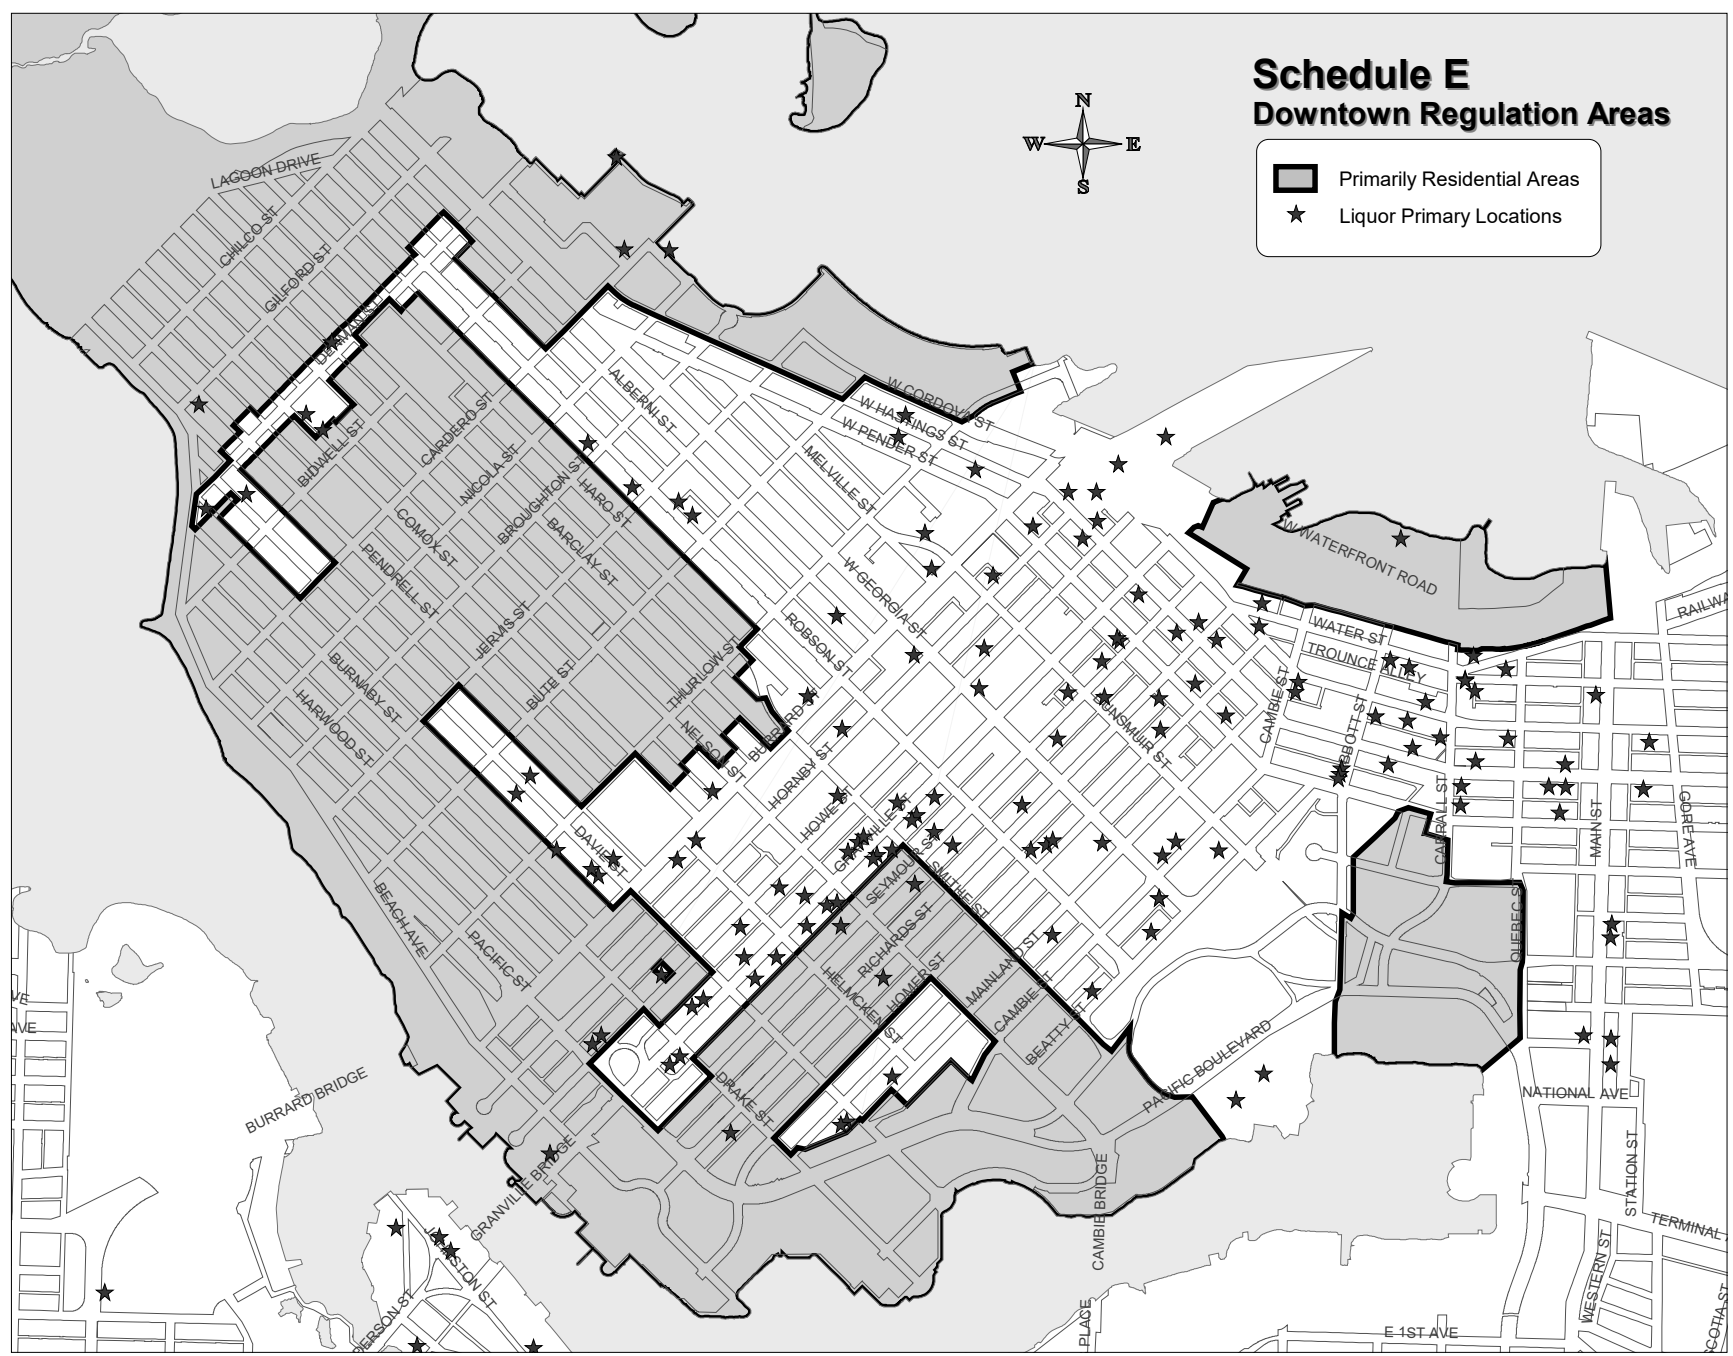 Schedule E
Downtown Regulation Areas
N
W E
S
Primarily Residential Areas
Liquor Primary Locations
LAGOON DRIVE
CHILCO ST
GILFORD ST
DENMAN ST
BIDWELL ST
CARDERO ST
NICOLA ST
BROUGHTON ST
HARO ST
ALBERNI ST
W CORDOVA ST
W HASTINGS ST
W PENDER ST
MELVILLE ST
COMOX ST
BARCLAY ST
PENDRELL ST
JERVIS ST
W GEORGIA ST
ROBSON ST
W WATERFRONT ROAD
RAILWA
WATER ST
TROUNCE ALLEY
BURNABY ST
HARWOOD ST
BUTE ST
THURLOW ST
NELSON ST
BURRARD ST
HORNBY ST
HOWE ST
GRANVILLE ST
DUNSMUIR ST
CAMBIE ST
ABBOTT ST
CARRALL ST
MAIN ST
GORE AVE
DAVIE ST
SEYMOUR ST
SMITHE ST
BEACH AVE
PACIFIC ST
RICHARDS ST
HELMCKEN ST
HOMER ST
MAINLAND ST
CAMBIE ST
BEATTY ST
QUEBEC S
VE
AVE
BURRARD BRIDGE
DRAKE ST
PACIFIC BOULEVARD
NATIONAL AVE
GRANVILLE BRIDGE
CAMBIE BRIDGE
STATION ST
TERMINAL
JOHNSTON ST
WESTERN ST
DERSON ST
PLACE
E 1ST AVE
SCOTIA ST